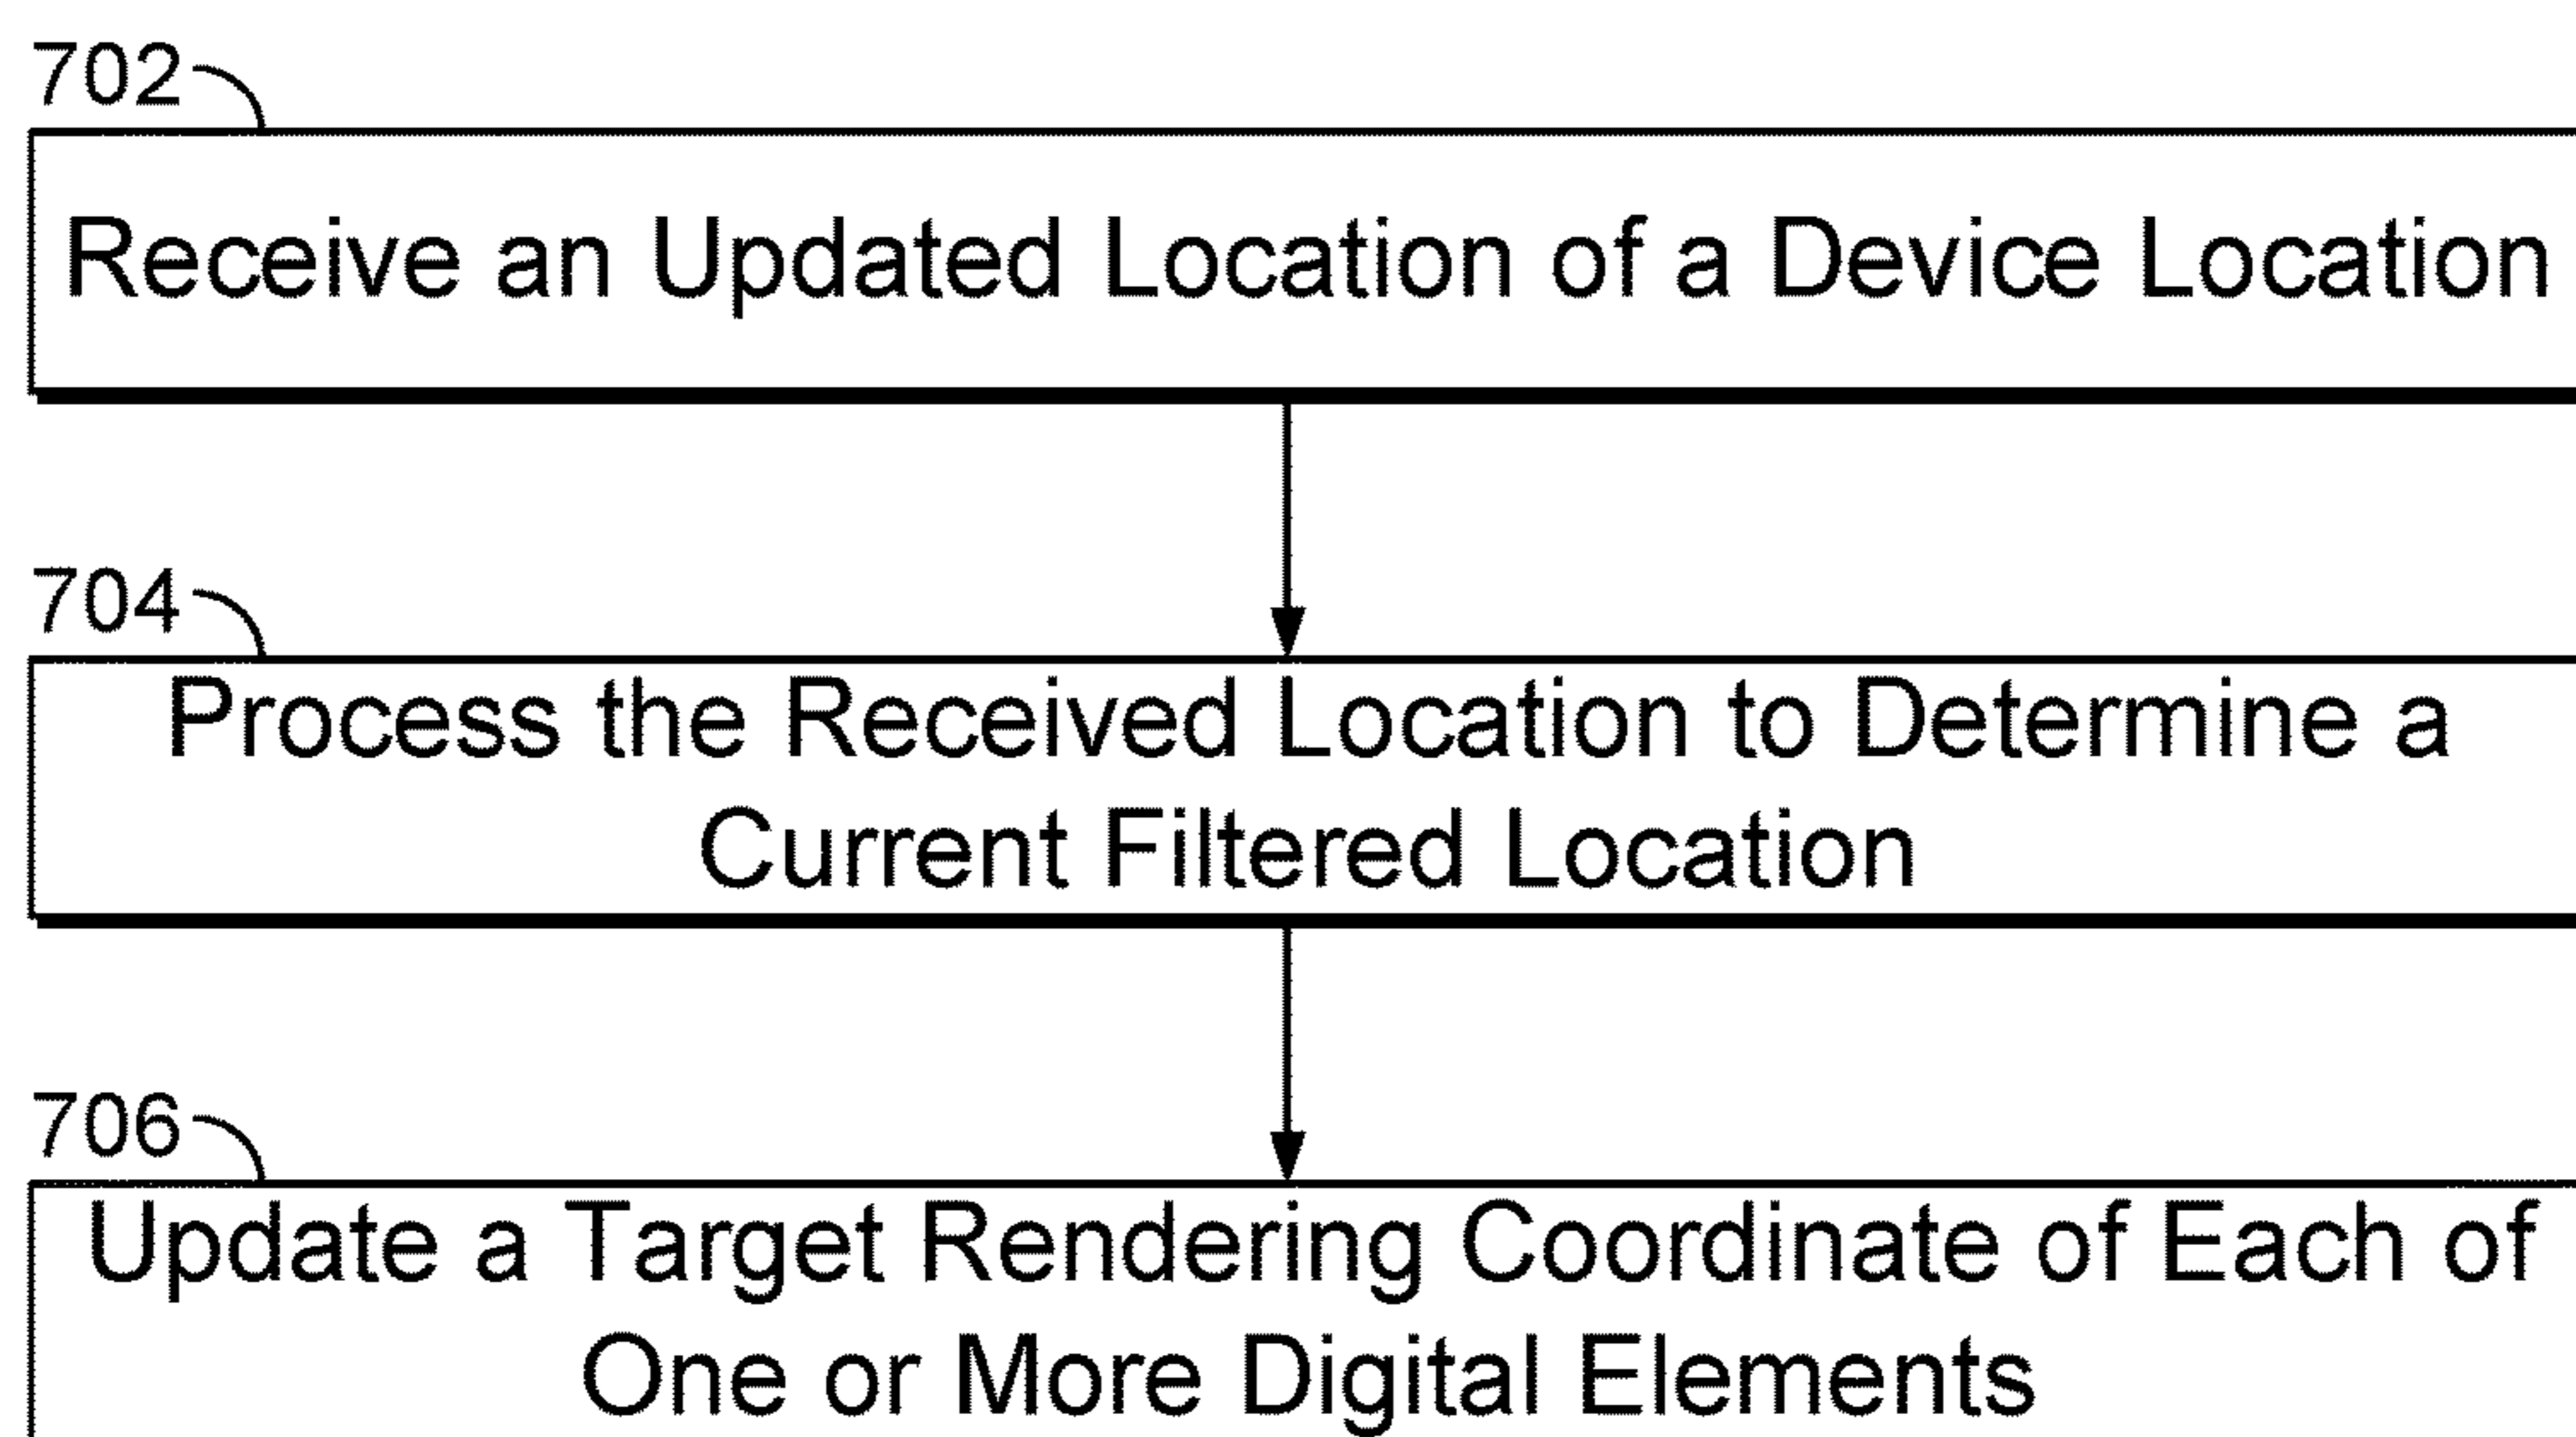 702
Receive an Updated Location of a Device Location
704
Process the Received Location to Determine a
Current Filtered Location
706
Update a Target Rendering Coordinate of Each of
One or More Digital Elements